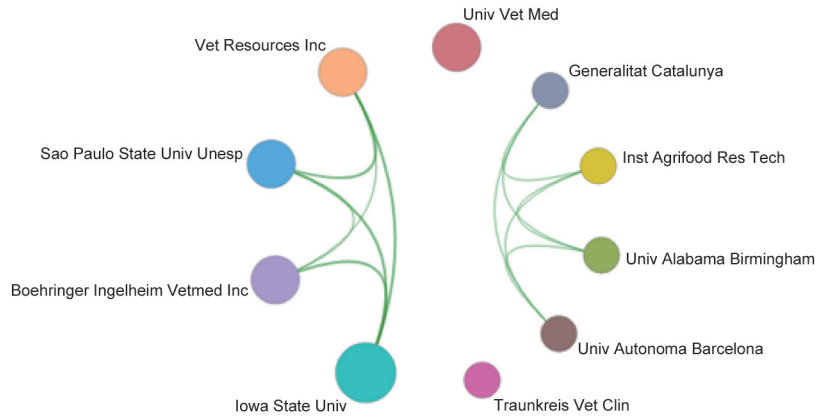 Univ Vet Med
Vet Resources Inc
Generalitat Catalunya
Sao Paulo State Univ Unesp
Inst Agrifood Res Tech
Univ Alabama Birmingham
Boehringer Ingelheim Vetmed Inc
Univ Autonoma Barcelona
Iowa State Univ
Traunkreis Vet Clin